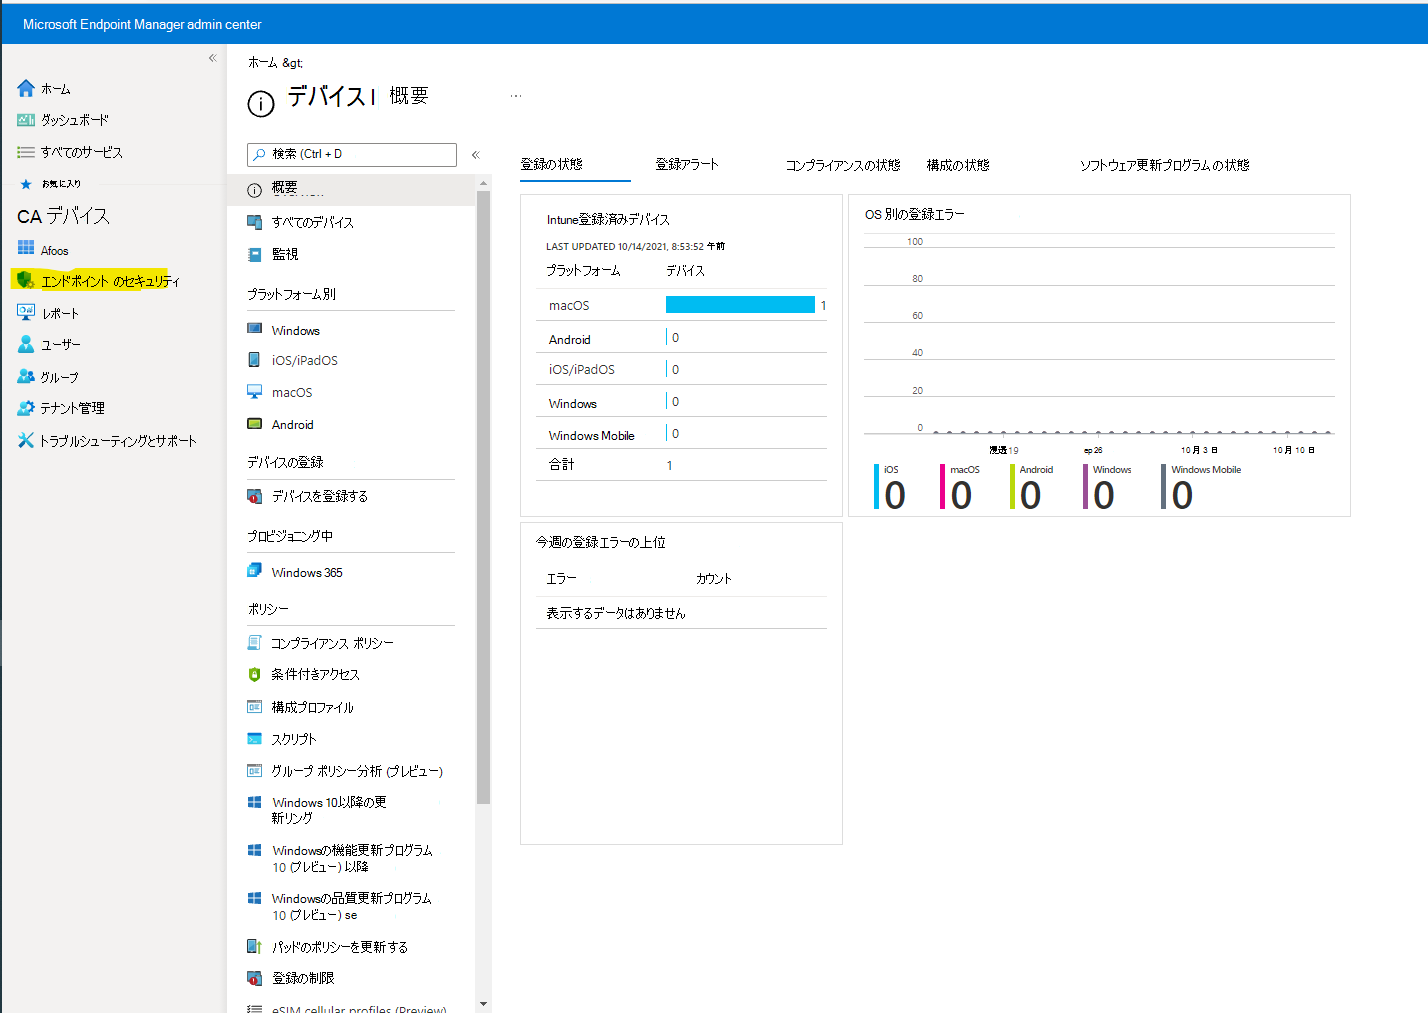 Microsoft Endpoint Manager admin center
ホーム
ダッシュボード
すべてのサービス
お気に入り
CA デバイス
Afoos
エンドポイント のセキュリティ
レポート
ユーザー
グループ
テナント管理
トラブルシューティングとサポート
ホーム &gt;
デバイス | 概要
検索 (Ctrl + D
概要
すべてのデバイス
監視
プラットフォーム別
Windows
iOS/iPadOS
macOS
Android
デバイスの登録
デバイスを登録する
プロビジョニング中
Windows 365
ポリシー
コンプライアンス ポリシー
条件付きアクセス
構成プロファイル
スクリプト
グループ ポリシー分析 (プレビュー)
Windows 10以降の更
新リング
Windowsの機能更新プログラム
10 (プレビュー) 以降
Windowsの品質更新プログラム
10 (プレビュー) se
パッドのポリシーを更新する
登録の制限
eSIM cellular profiles (Preview)
登録の状態
登録アラート
コンプライアンスの状態
構成の状態
ソフトウェア更新プログラムの状態
Intune登録済みデバイス
LAST UPDATED 10/14/2021, 8:53:52 午前
プラットフォーム デバイス
macOS 1
Android 0
iOS/iPadOS 0
Windows 0
Windows Mobile 0
合計 1
OS 別の登録エラー
100
80
60
40
20
0
19 ep 26 10 月 3 日 10 月 10 日
iOS macOS Android Windows Windows Mobile
0 0 0 0 0
今週の登録エラーの上位
エラー カウント
表示するデータはありません